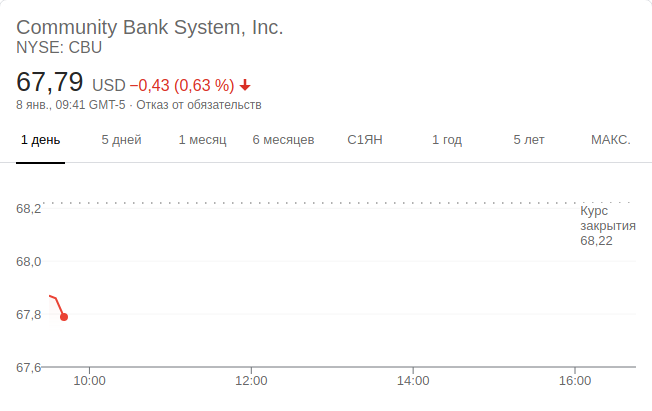 Community Bank System, Inc.
NYSE: CBU
67,79 USD −0,43 (0,63 %)
8 янв., 09:41 GMT-5 · Отказ от обязательств
1 день 5 дней 1 месяц 6 месяцев С1ЯН 1 год 5 лет МАКС.
68,2
Курс
закрытия
68,22
68,0
67,8
67,6
10:00 12:00 14:00 16:00